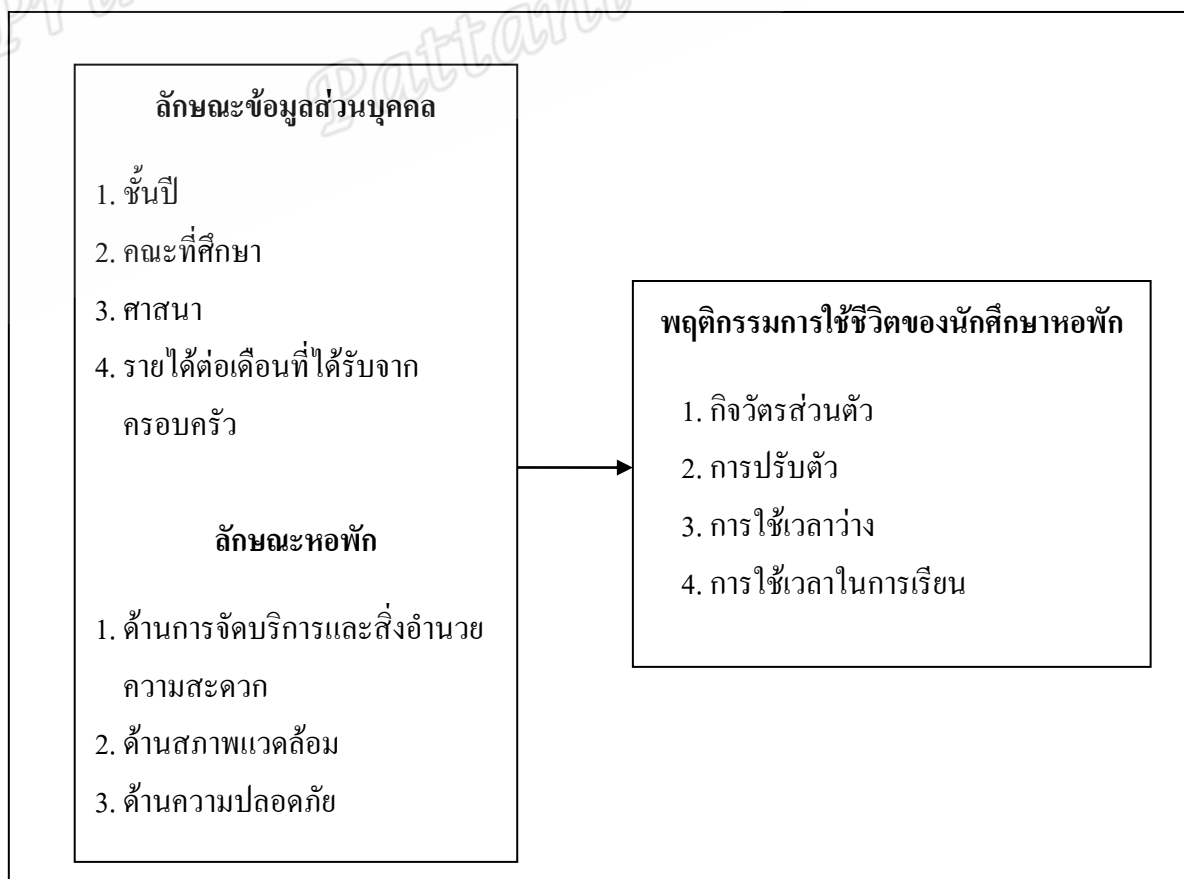 Pattani
ลักษณะข้อมูลส่วนบุคคล
1. ชั้นปี
2. คณะที่ศึกษา
3. ศาสนา
4. รายได้ต่อเดือนที่ได้รับจาก
ครอบครัว
ลักษณะหอพัก
1. ด้านการจัดบริการและสิ่งอำนวย
ความสะดวก
2. ด้านสภาพแวดล้อม
3. ด้านความปลอดภัย
พฤติกรรมการใช้ชีวิตของนักศึกษาหอพัก
1. กิจวัตรส่วนตัว
2. การปรับตัว
3. การใช้เวลาว่าง
4. การใช้เวลาในการเรียน